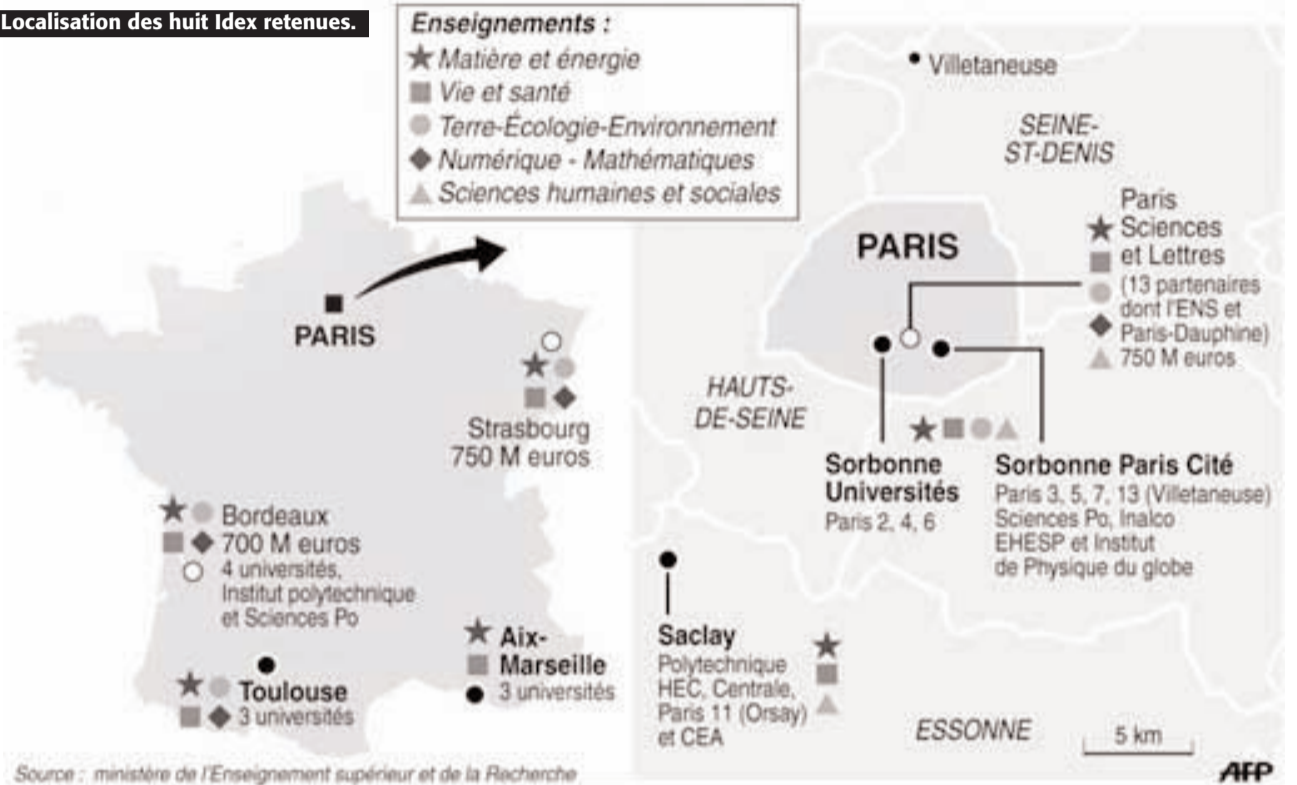 Localisation des huit Idex retenues.
Enseignements :
Matière et énergie
Vie et santé
Terre-Écologie-Environnement
Numérique - Mathématiques
Sciences humaines et sociales
PARIS
Strasbourg
750 M euros
Bordeaux
700 M euros
4 universités,
Institut polytechnique
et Sciences Po
Toulouse
3 universités
Aix-
Marseille
3 universités
Villetaneuse
SEINE-
ST-DENIS
PARIS
Paris
Sciences
et Lettres
(13 partenaires
dont l'ENS et
Paris-Dauphine)
750 M euros
HAUTS-
DE-SEINE
Sorbonne
Universités
Paris 2, 4, 6
Sorbonne Paris Cité
Paris 3, 5, 7, 13 (Villetaneuse)
Sciences Po, Inalco
EHESP et Institut
de Physique du globe
Saclay
Polytechnique
HEC, Centrale,
Paris 11 (Orsay)
et CEA
ESSONNE
5 km
Source : ministère de l'Enseignement supérieur et de la Recherche
AFP